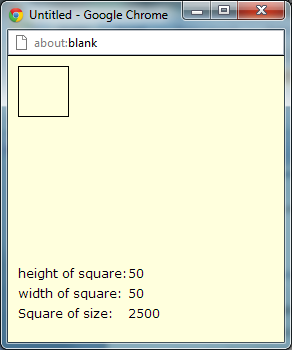 Untitled - Google Chrome
about:blank
height of square: 50
width of square: 50
Square of size: 2500